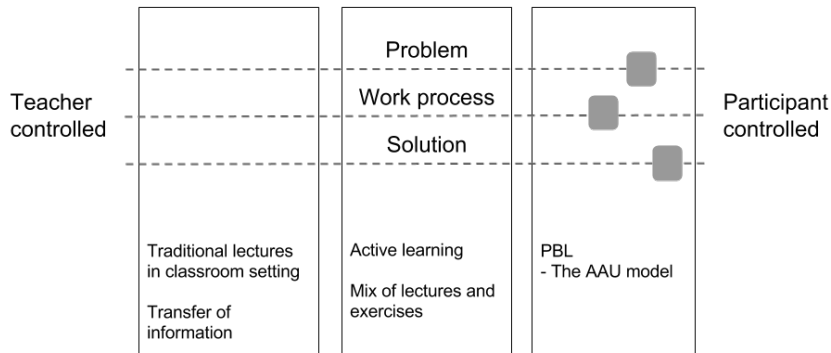 Problem
Work process
Solution
Teacher
controlled
Participant
controlled
Traditional lectures
in classroom setting
Transfer of
information
Active learning
Mix of lectures and
exercises
PBL
- The AAU model